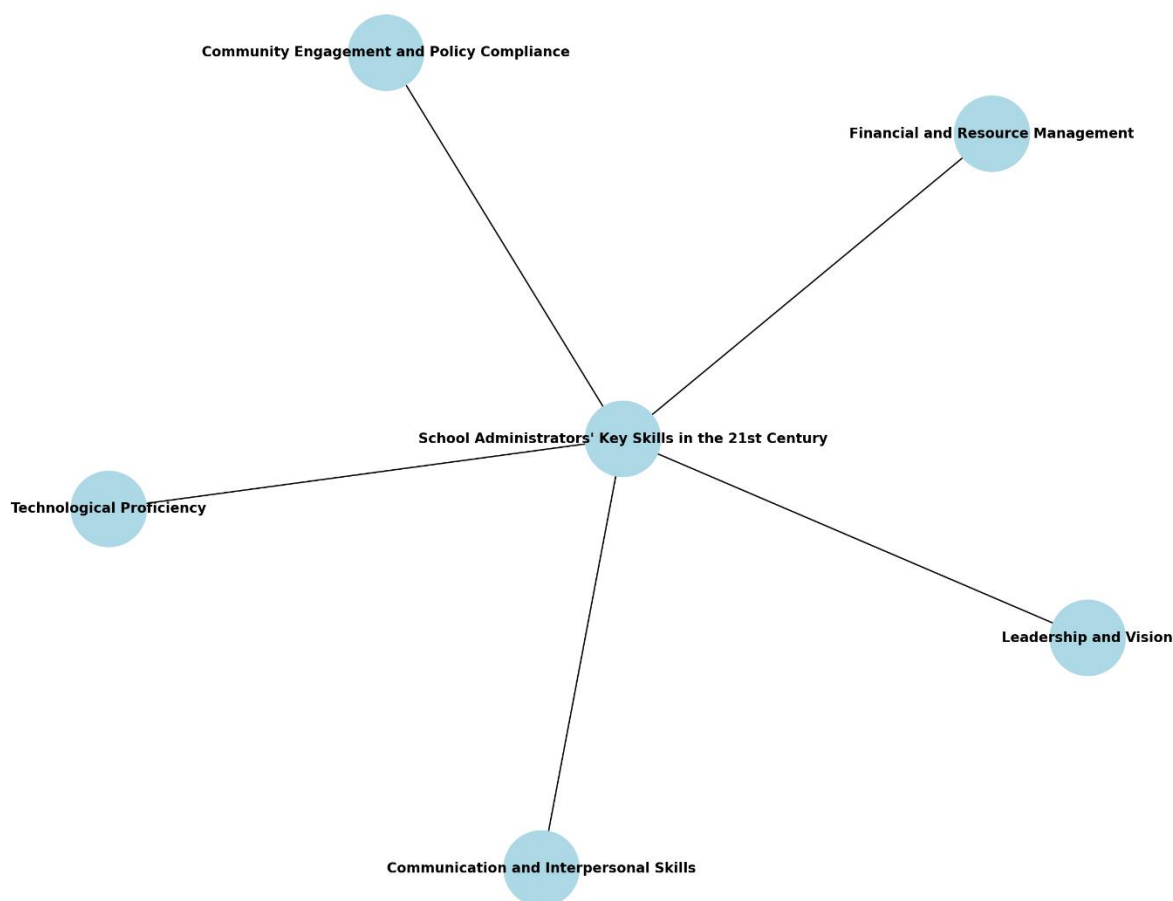 Community Engagement and Policy Compliance
Financial and Resource Management
School Administrators' Key Skills in the 21st Century
Technological Proficiency
Leadership and Vision
Communication and Interpersonal Skills